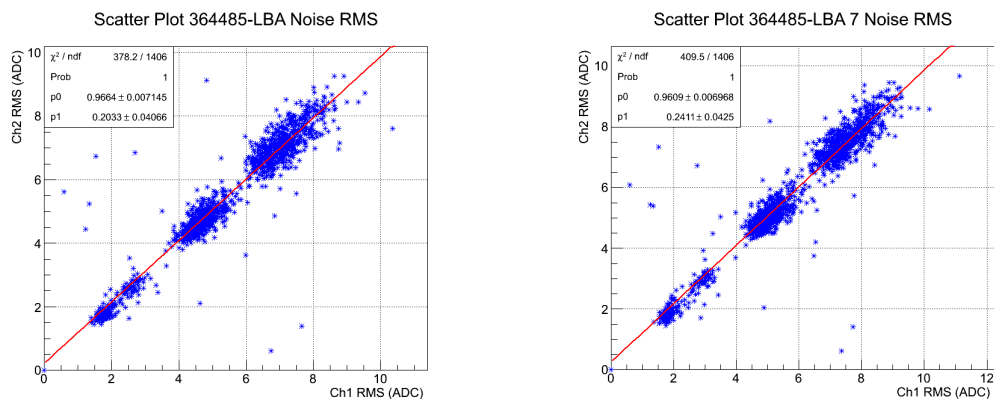 Scatter Plot 364485-LBA Noise RMS
χ² / ndf 378.2 / 1406
Prob 1
p0 0.9664 ± 0.007145
p1 0.2033 ± 0.04066
Ch2 RMS (ADC)
10
8
6
4
2
0
0 2 4 6 8 10
Ch1 RMS (ADC)
Scatter Plot 364485-LBA 7 Noise RMS
χ² / ndf 409.5 / 1406
Prob 1
p0 0.9609 ± 0.006968
p1 0.2411 ± 0.0425
Ch2 RMS (ADC)
10
8
6
4
2
0
0 2 4 6 8 10 12
Ch1 RMS (ADC)